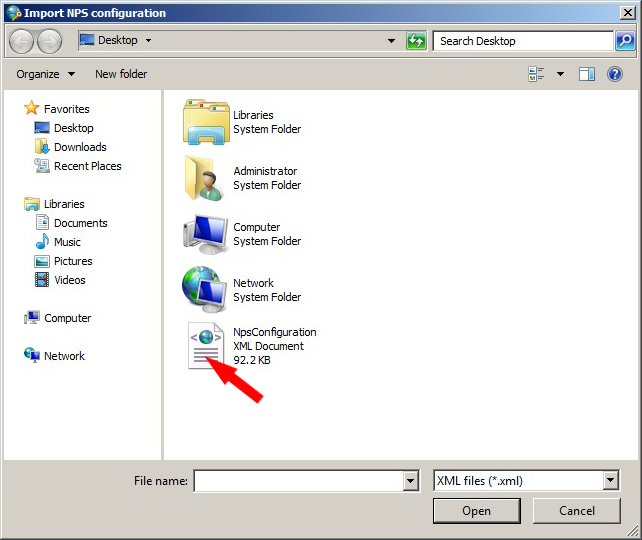 Import NPS configuration
Desktop
Search Desktop
Organize
New folder
Favorites
Desktop
Downloads
Recent Places
Libraries
Documents
Music
Pictures
Videos
Computer
Network
Libraries
System Folder
Administrator
System Folder
Computer
System Folder
Network
System Folder
NpsConfiguration
XML Document
92.2 KB
File name:
XML files (*.xml)
Open
Cancel